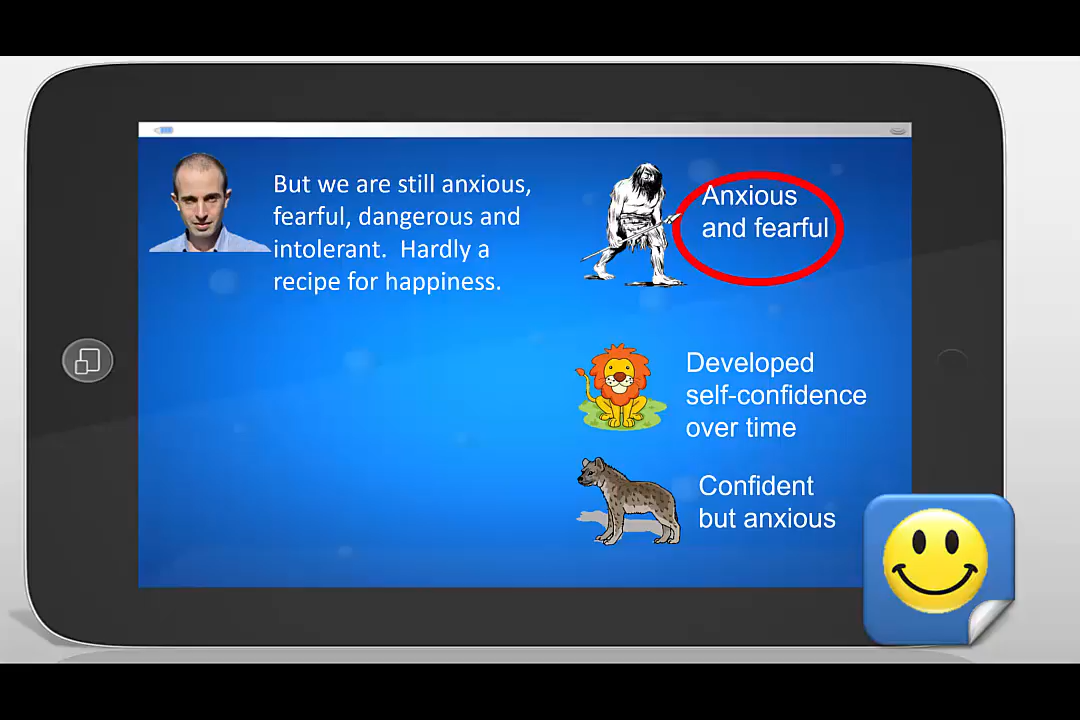 But we are still anxious,
fearful, dangerous and
intolerant. Hardly a
recipe for happiness.
Anxious
and fearful
Developed
self-confidence
over time
Confident
but anxious